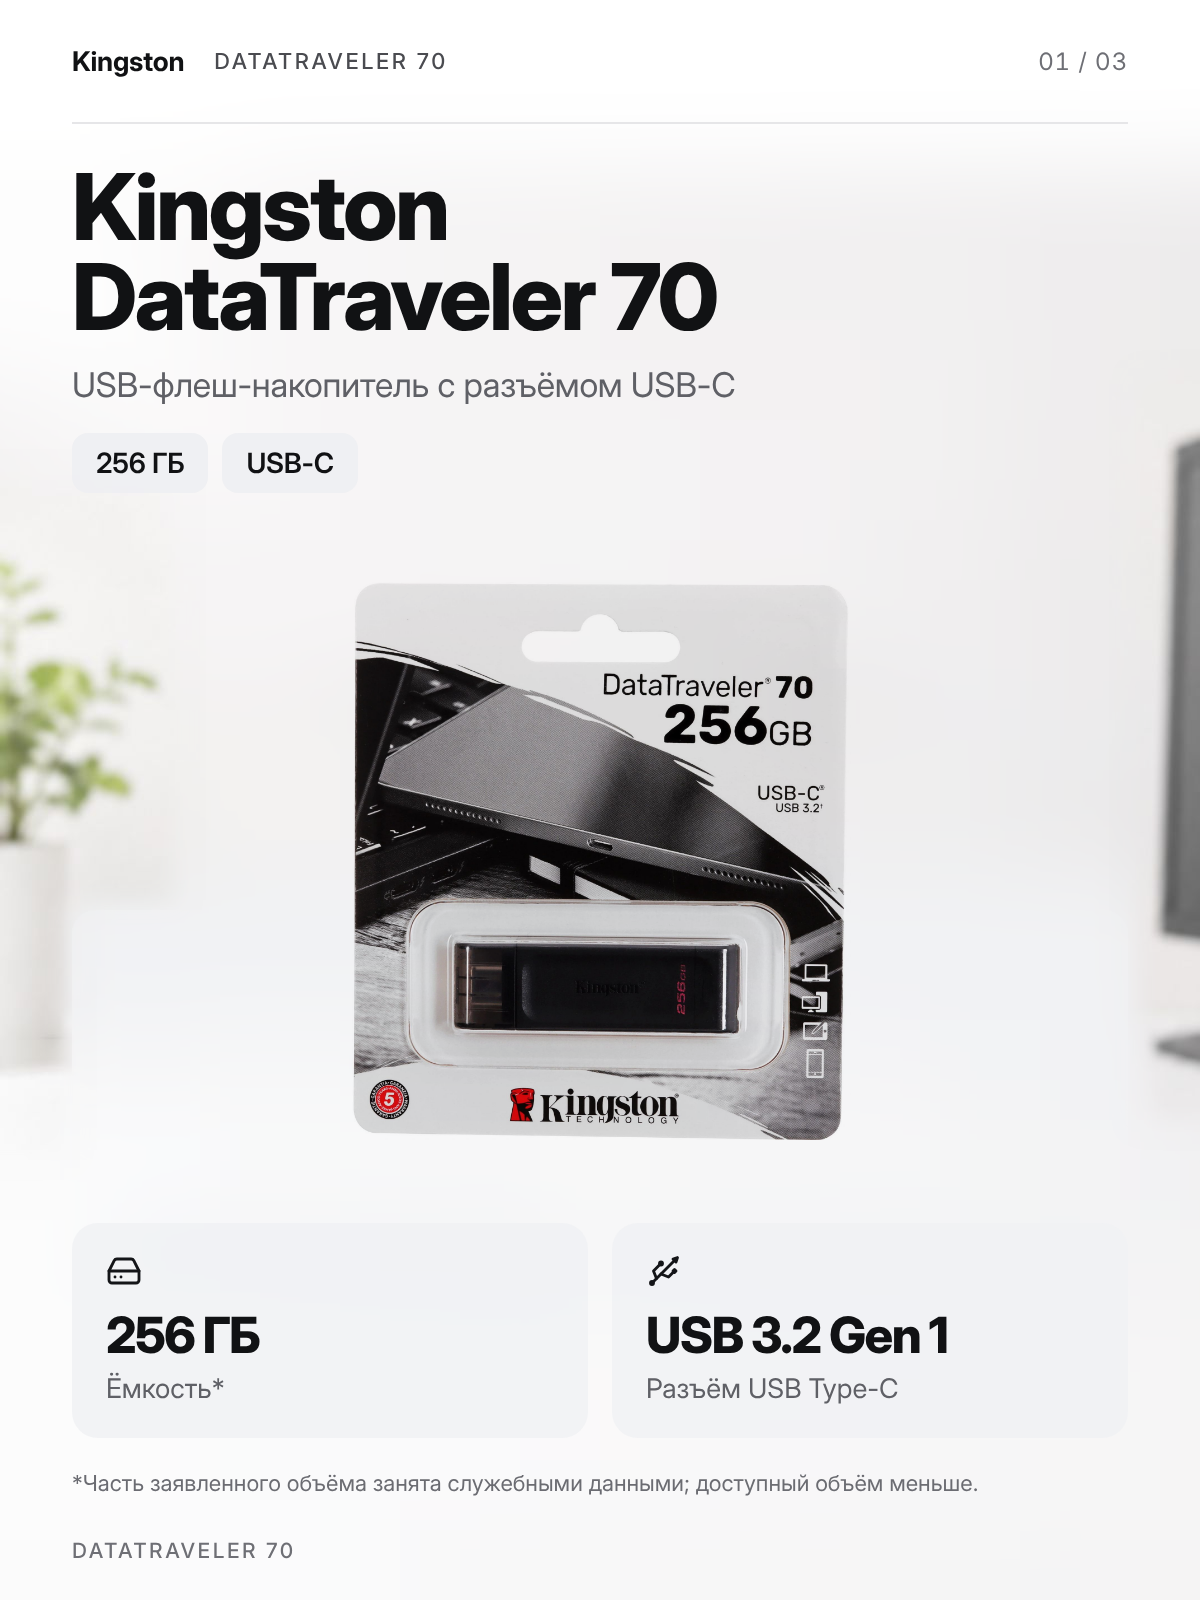 Kingston DATATRAVELER 70 01 / 03
Kingston
DataTraveler 70
USB-флеш-накопитель с разъёмом USB-C
256 ГБ USB-C
DataTraveler® 70
256GB
USB-C®
USB 3.2¹
Kingston 256GB
5
Kingston
TECHNOLOGY
256 ГБ
Ёмкость*
USB 3.2 Gen 1
Разъём USB Type-C
*Часть заявленного объёма занята служебными данными; доступный объём меньше.
DATATRAVELER 70